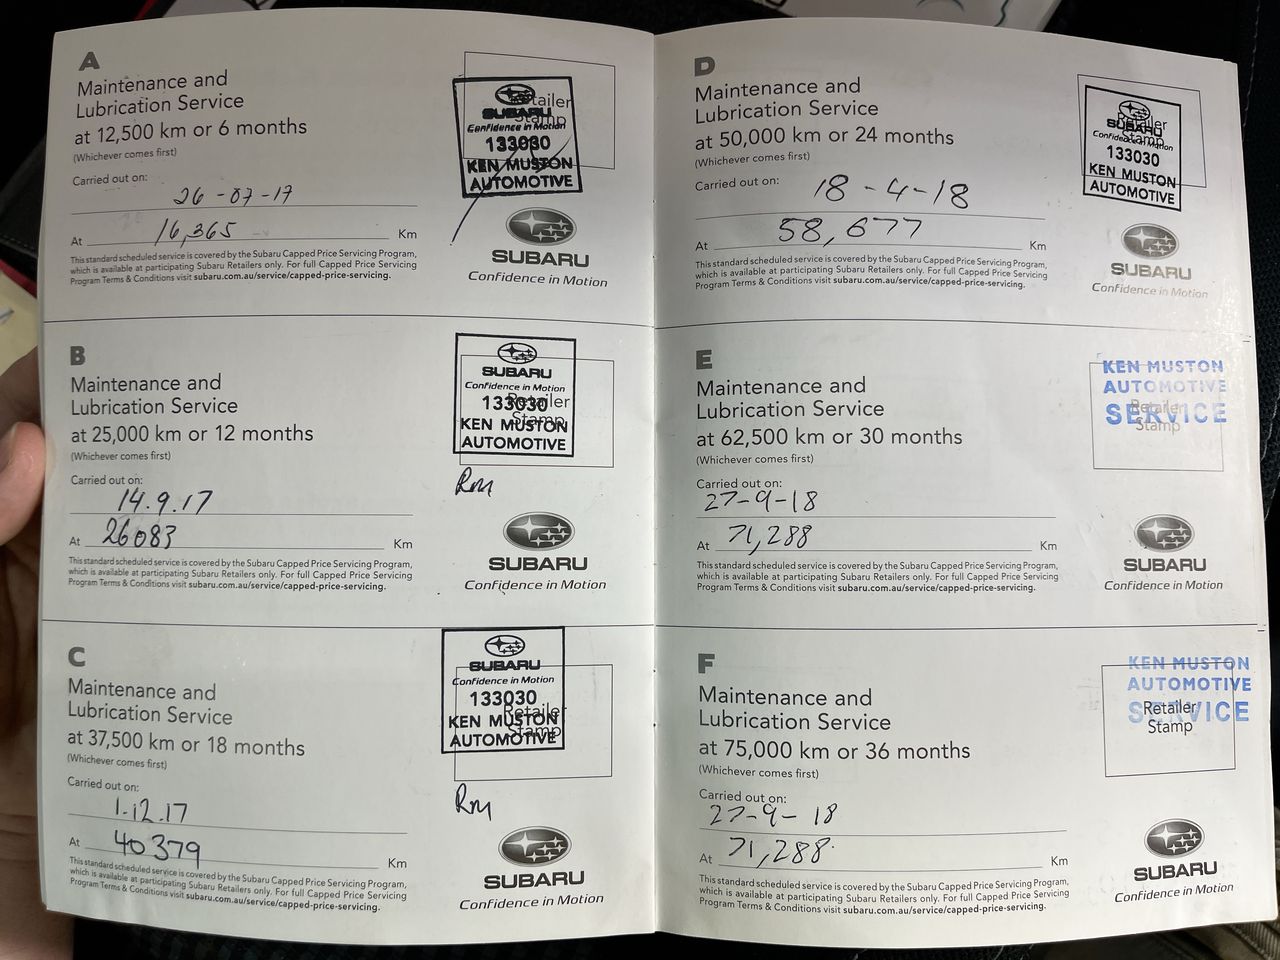 A
Maintenance and
Lubrication Service
at 12,500 km or 6 months
(Whichever comes first)
Carried out on:
26-07-17
At 16,365 Km
This standard scheduled service is covered by the Subaru Capped Price Servicing Program,
which is available at participating Subaru Retailers only. For full Capped Price Servicing
Program Terms & Conditions visit subaru.com.au/service/capped-price-servicing.
Retailer
Stamp
SUBARU
Confidence in Motion
133030
KEN MUSTON
AUTOMOTIVE
SUBARU
Confidence in Motion
B
Maintenance and
Lubrication Service
at 25,000 km or 12 months
(Whichever comes first)
Carried out on:
14.9.17
At 26083 Km
This standard scheduled service is covered by the Subaru Capped Price Servicing Program,
which is available at participating Subaru Retailers only. For full Capped Price Servicing
Program Terms & Conditions visit subaru.com.au/service/capped-price-servicing.
Retailer
Stamp
SUBARU
Confidence in Motion
133030
KEN MUSTON
AUTOMOTIVE
RM
SUBARU
Confidence in Motion
C
Maintenance and
Lubrication Service
at 37,500 km or 18 months
(Whichever comes first)
Carried out on:
1.12.17
At 40379 Km
This standard scheduled service is covered by the Subaru Capped Price Servicing Program,
which is available at participating Subaru Retailers only. For full Capped Price Servicing
Program Terms & Conditions visit subaru.com.au/service/capped-price-servicing.
Retailer
Stamp
SUBARU
Confidence in Motion
133030
KEN MUSTON
AUTOMOTIVE
RM
SUBARU
Confidence in Motion
D
Maintenance and
Lubrication Service
at 50,000 km or 24 months
(Whichever comes first)
Carried out on:
18-4-18
At 58,677 Km
This standard scheduled service is covered by the Subaru Capped Price Servicing Program,
which is available at participating Subaru Retailers only. For full Capped Price Servicing
Program Terms & Conditions visit subaru.com.au/service/capped-price-servicing.
Retailer
Stamp
SUBARU
Confidence in Motion
133030
KEN MUSTON
AUTOMOTIVE
SUBARU
Confidence in Motion
E
Maintenance and
Lubrication Service
at 62,500 km or 30 months
(Whichever comes first)
Carried out on:
27-9-18
At 71,288 Km
This standard scheduled service is covered by the Subaru Capped Price Servicing Program,
which is available at participating Subaru Retailers only. For full Capped Price Servicing
Program Terms & Conditions visit subaru.com.au/service/capped-price-servicing.
Retailer
Stamp
KEN MUSTON
AUTOMOTIVE
SERVICE
SUBARU
Confidence in Motion
F
Maintenance and
Lubrication Service
at 75,000 km or 36 months
(Whichever comes first)
Carried out on:
27-9-18
At 71,288 Km
This standard scheduled service is covered by the Subaru Capped Price Servicing Program,
which is available at participating Subaru Retailers only. For full Capped Price Servicing
Program Terms & Conditions visit subaru.com.au/service/capped-price-servicing.
Retailer
Stamp
KEN MUSTON
AUTOMOTIVE
SERVICE
SUBARU
Confidence in Motion